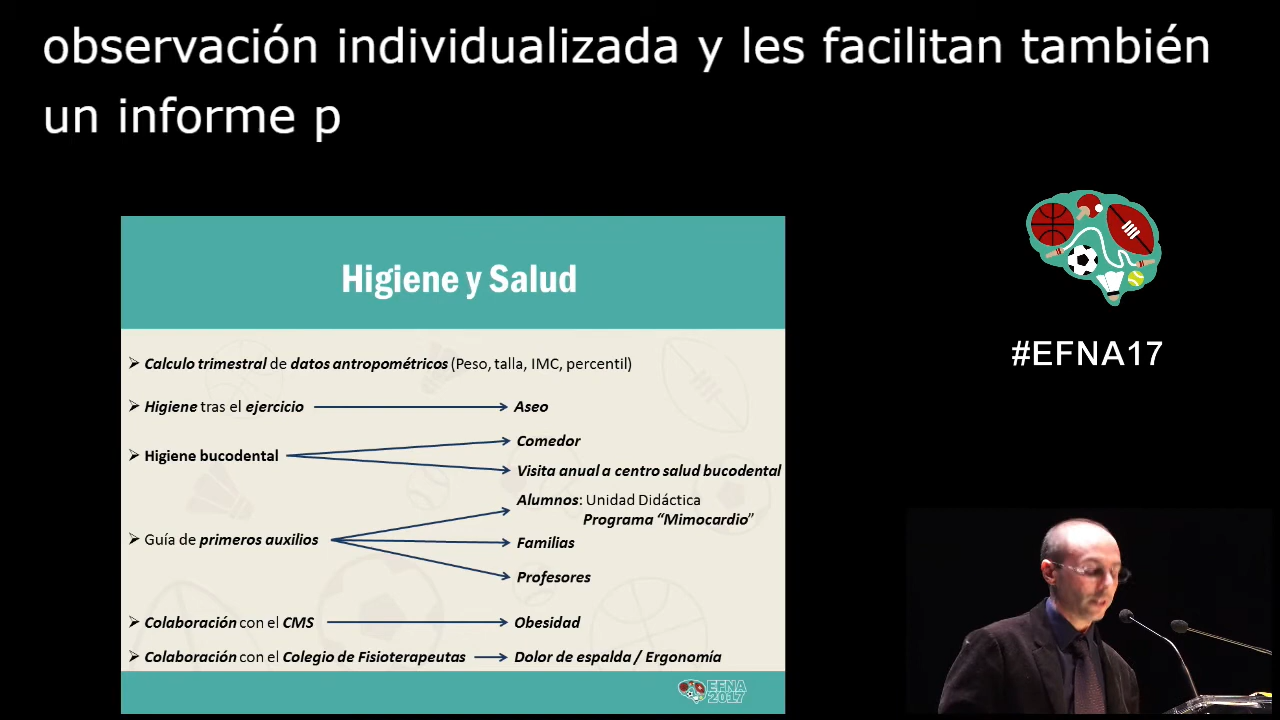 observación individualizada y les facilitan también
un informe p
#EFNA17
Higiene y Salud
Calculo trimestral de datos antropométricos (Peso, talla, IMC, percentil)
Higiene tras el ejercicio
Aseo
Higiene bucodental
Comedor
Visita anual a centro salud bucodental
Guía de primeros auxilios
Alumnos: Unidad Didáctica
Programa “Mimocardio”
Familias
Profesores
Colaboración con el CMS
Obesidad
Colaboración con el Colegio de Fisioterapeutas
Dolor de espalda / Ergonomía
EFNA
2017